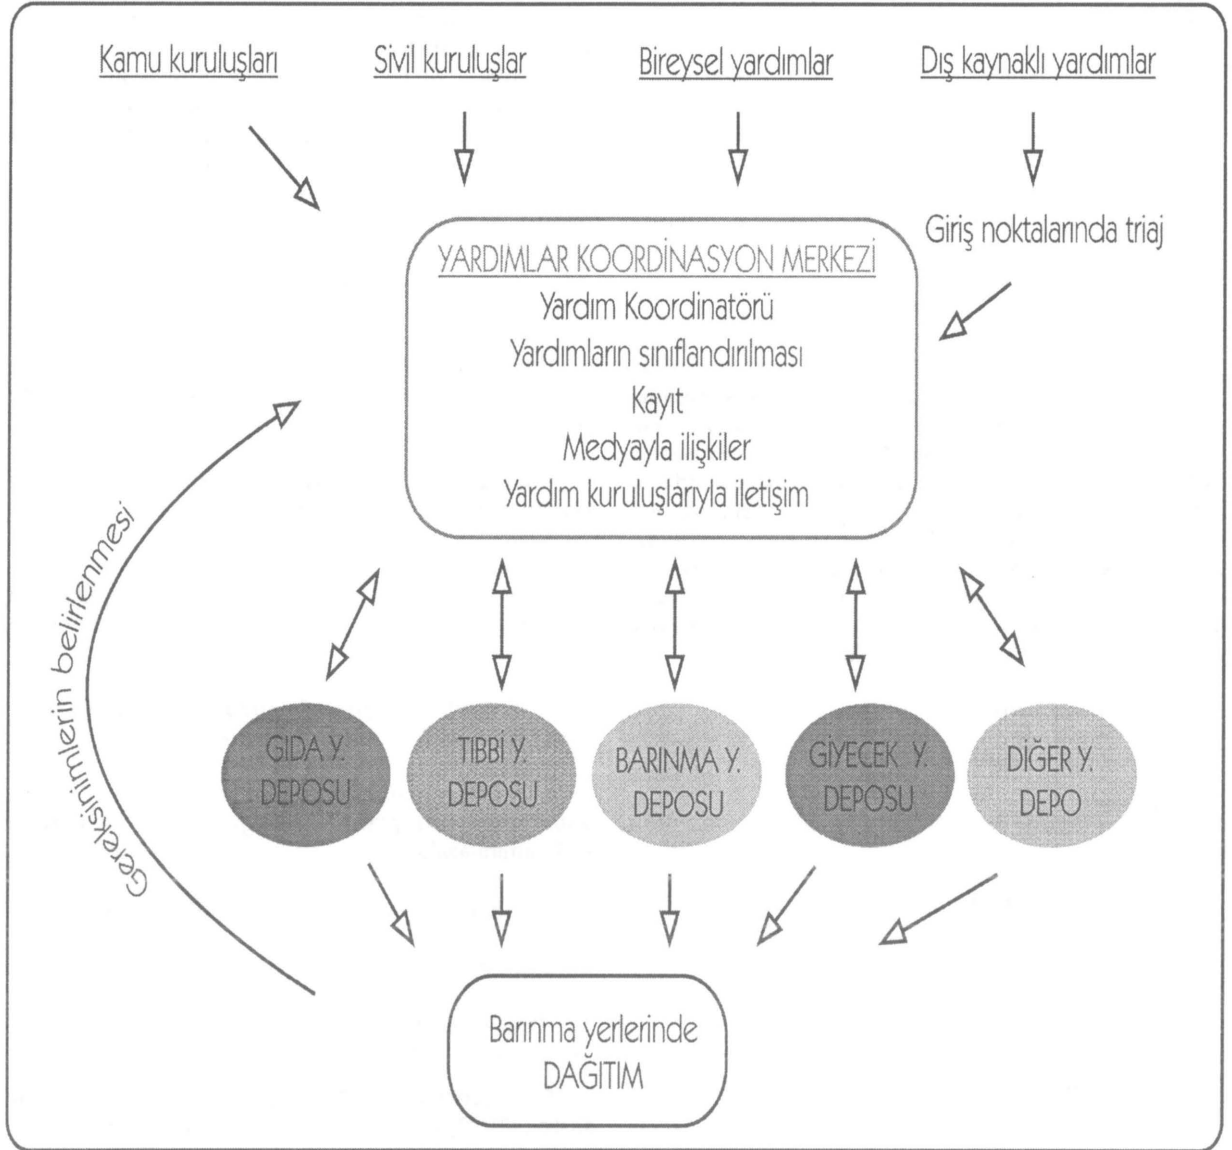 Kamu kuruluşları
Sivil kuruluşlar
Bireysel yardımlar
Dış kaynaklı yardımlar
Giriş noktalarında triaj
YARDIMLAR KOORDİNASYON MERKEZİ
Yardım Koordinatörü
Yardımların sınıflandırılması
Kayıt
Medyayla ilişkiler
Yardım kuruluşlarıyla iletişim
Gereksinimlerin belirlenmesi
GIDA Y.
DEPOSU
TIBBİ Y.
DEPOSU
BARINMA Y.
DEPOSU
GİYECEK Y.
DEPOSU
DİĞER Y.
DEPO
Barınma yerlerinde
DAĞITIM